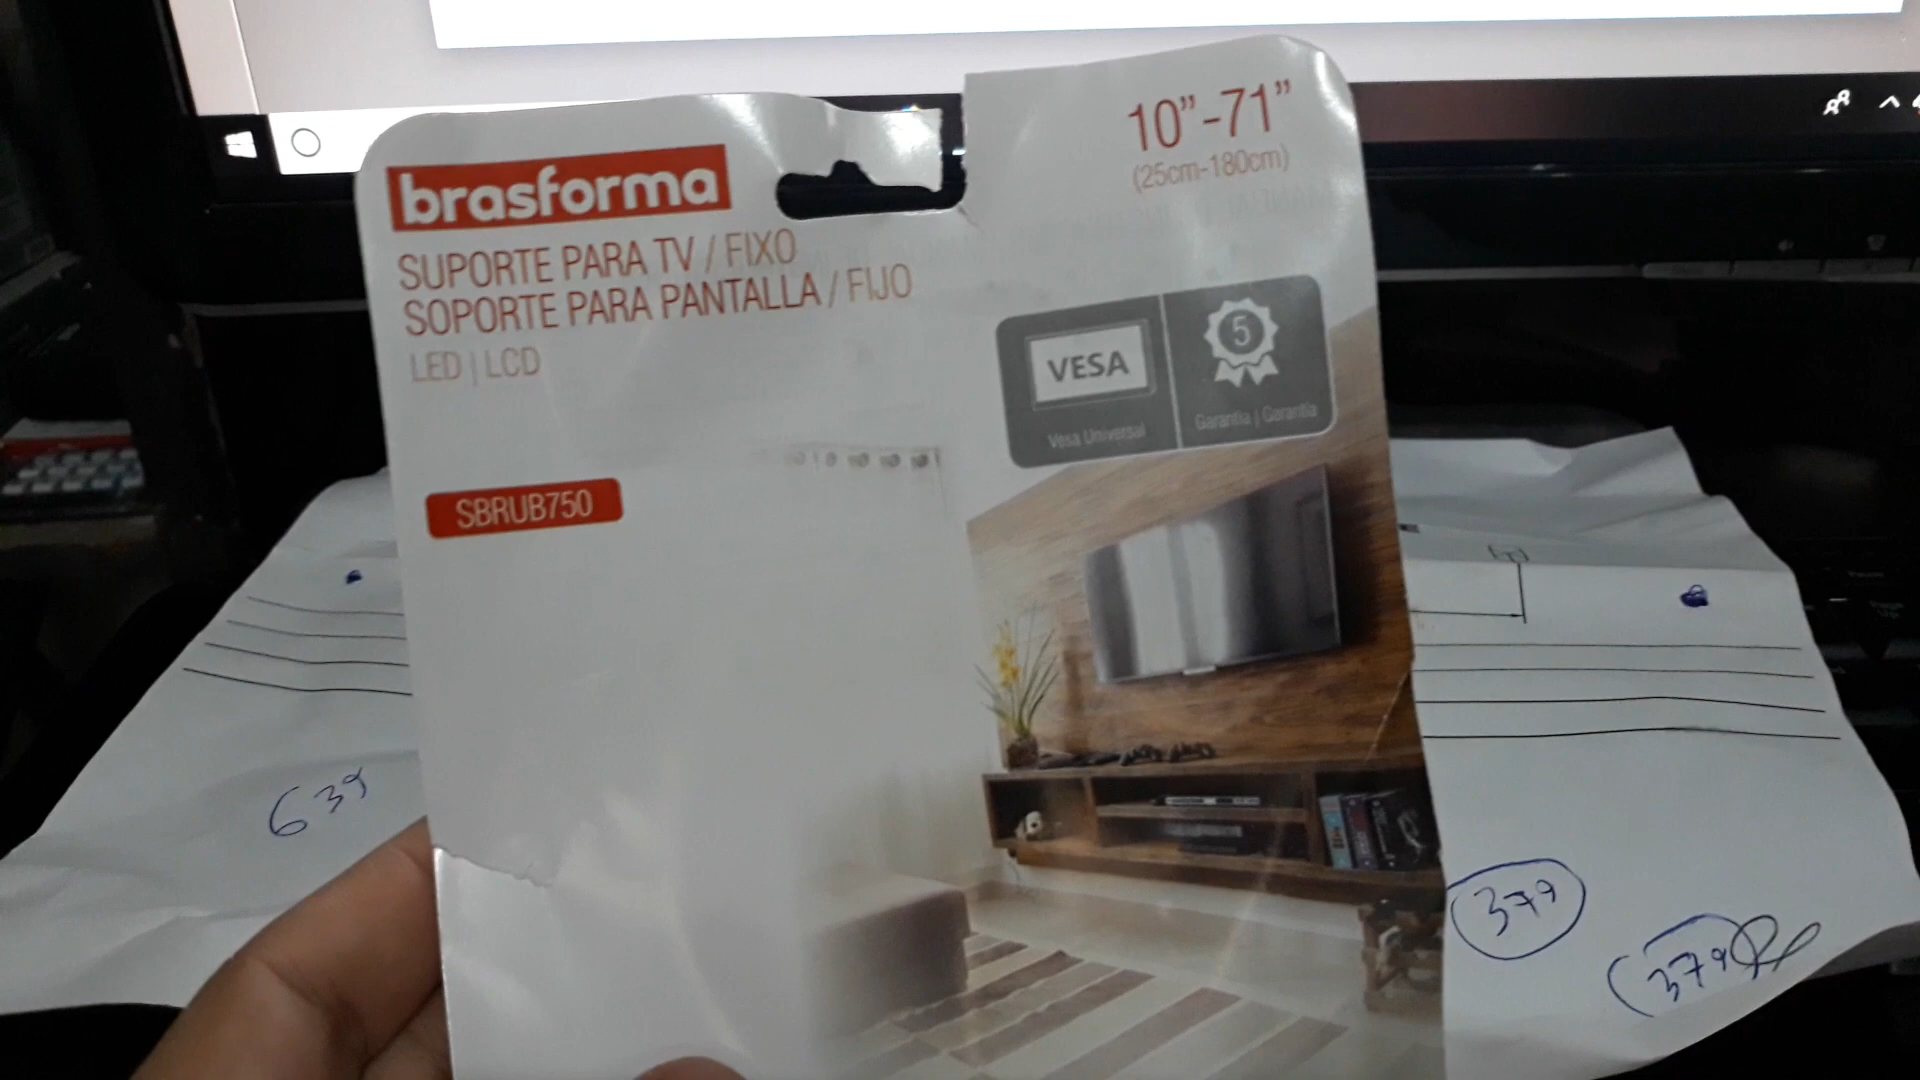 brasforma
10"-71"
(25cm-180cm)
SUPORTE PARA TV / FIXO
SOPORTE PARA PANTALLA / FIJO
LED | LCD
VESA
5
Vesa Universal
Garantia | Garantía
SBRUB750
639
379
379